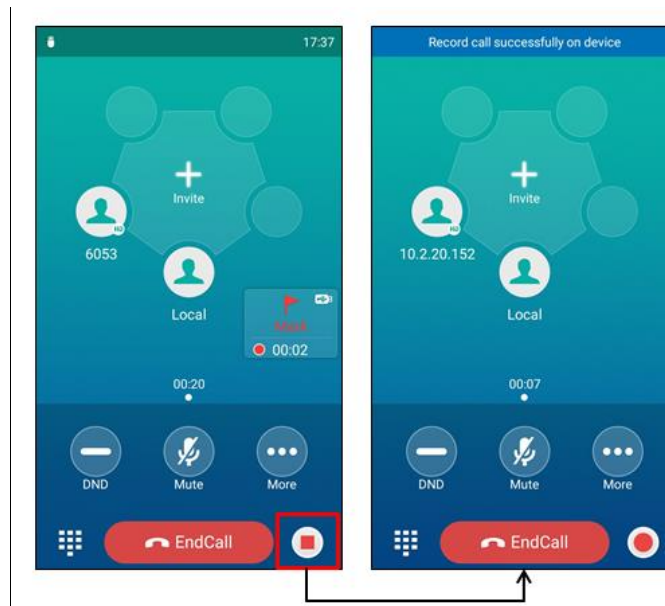 17:37
Invite
6053
Local
Mark
00:02
00:20
DND
Mute
More
EndCall
Record call successfully on device
Invite
10.2.20.152
Local
00:07
DND
Mute
More
EndCall